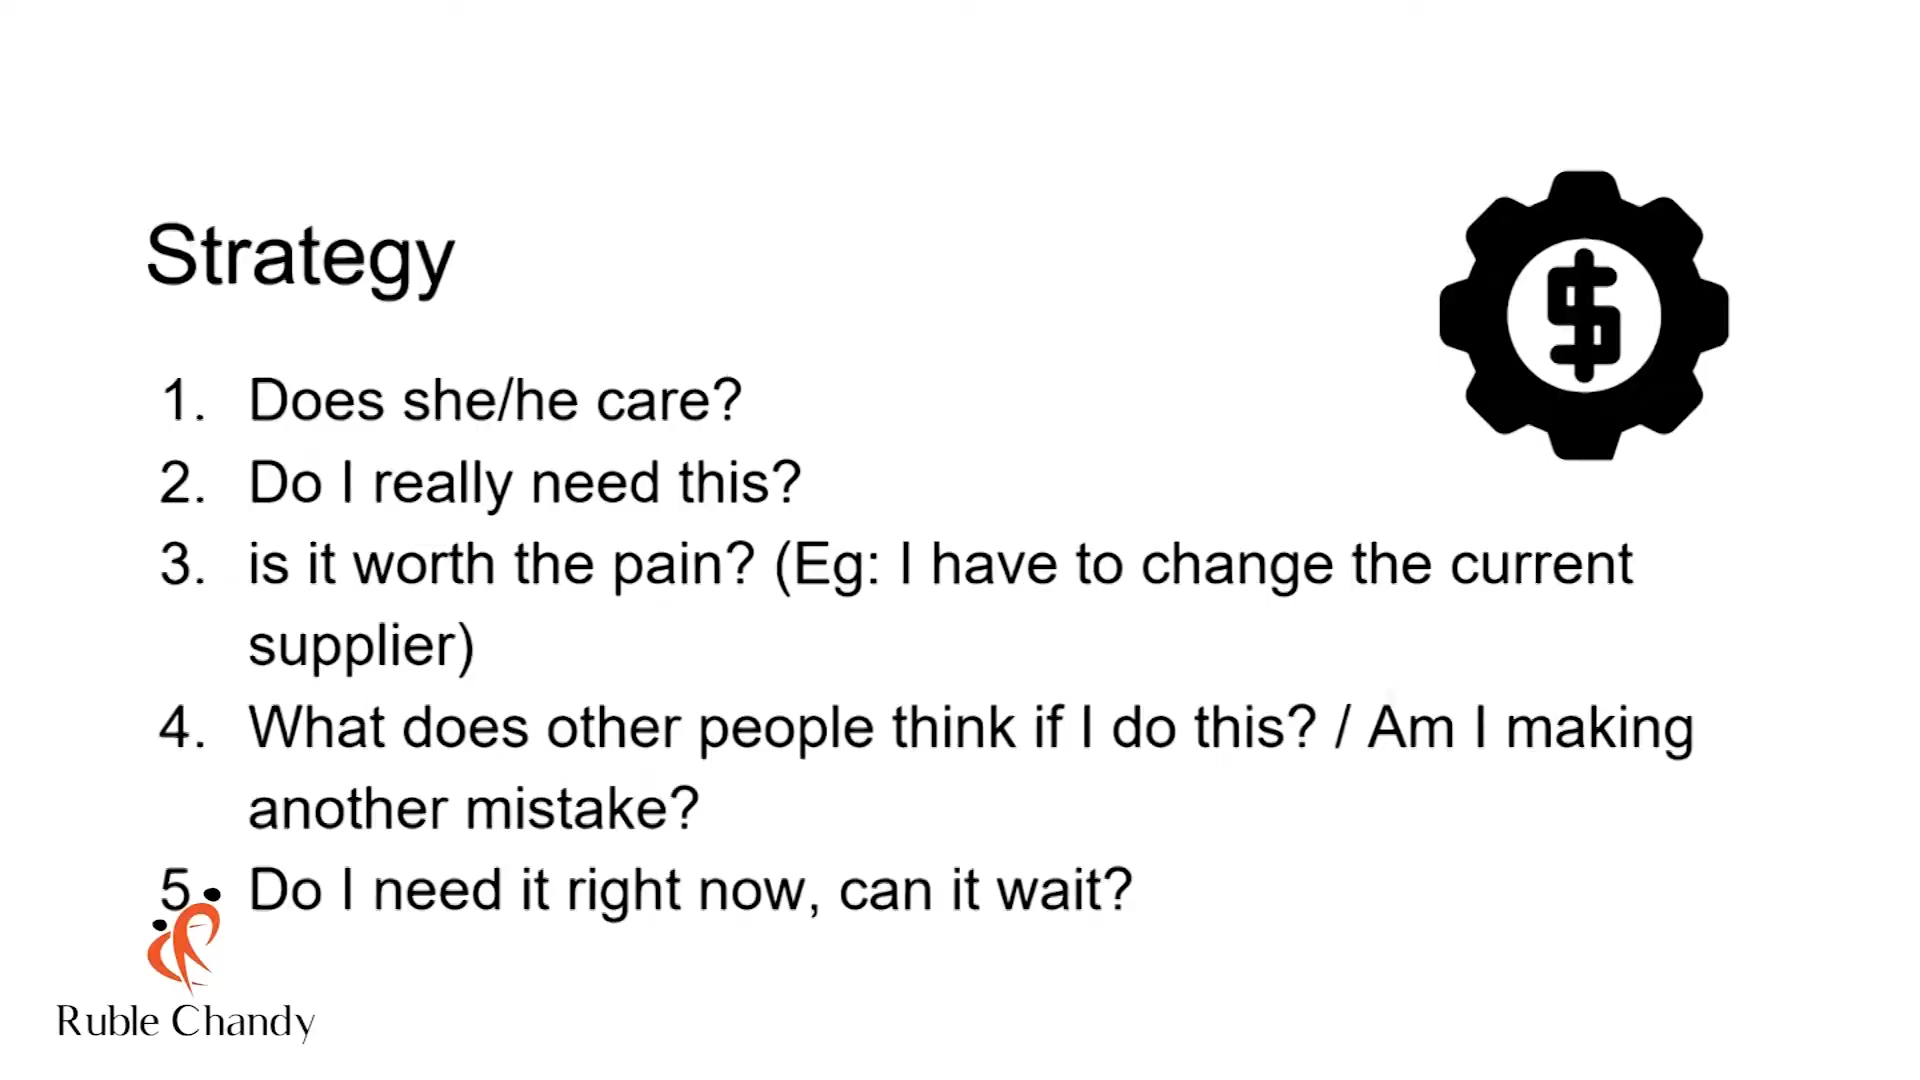 Strategy
1. Does she/he care?
2. Do I really need this?
3. is it worth the pain? (Eg: I have to change the current
supplier)
4. What does other people think if I do this? / Am I making
another mistake?
5. Do I need it right now, can it wait?
Ruble Chandy